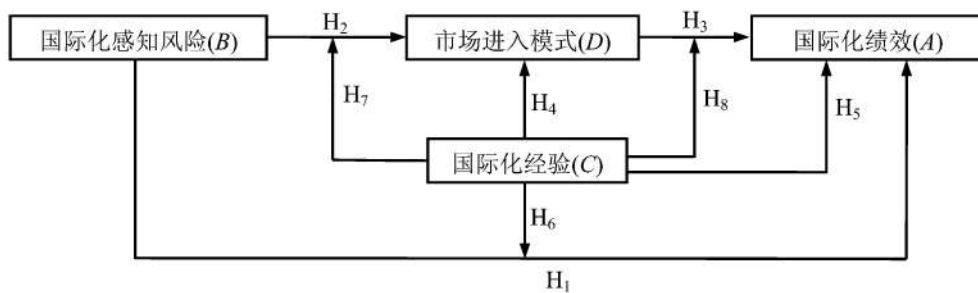 H₂
H₃
国际化感知风险(B)
市场进入模式(D)
国际化绩效(A)
H₇
H₄
H₈
H₅
国际化经验(C)
H₆
H₁